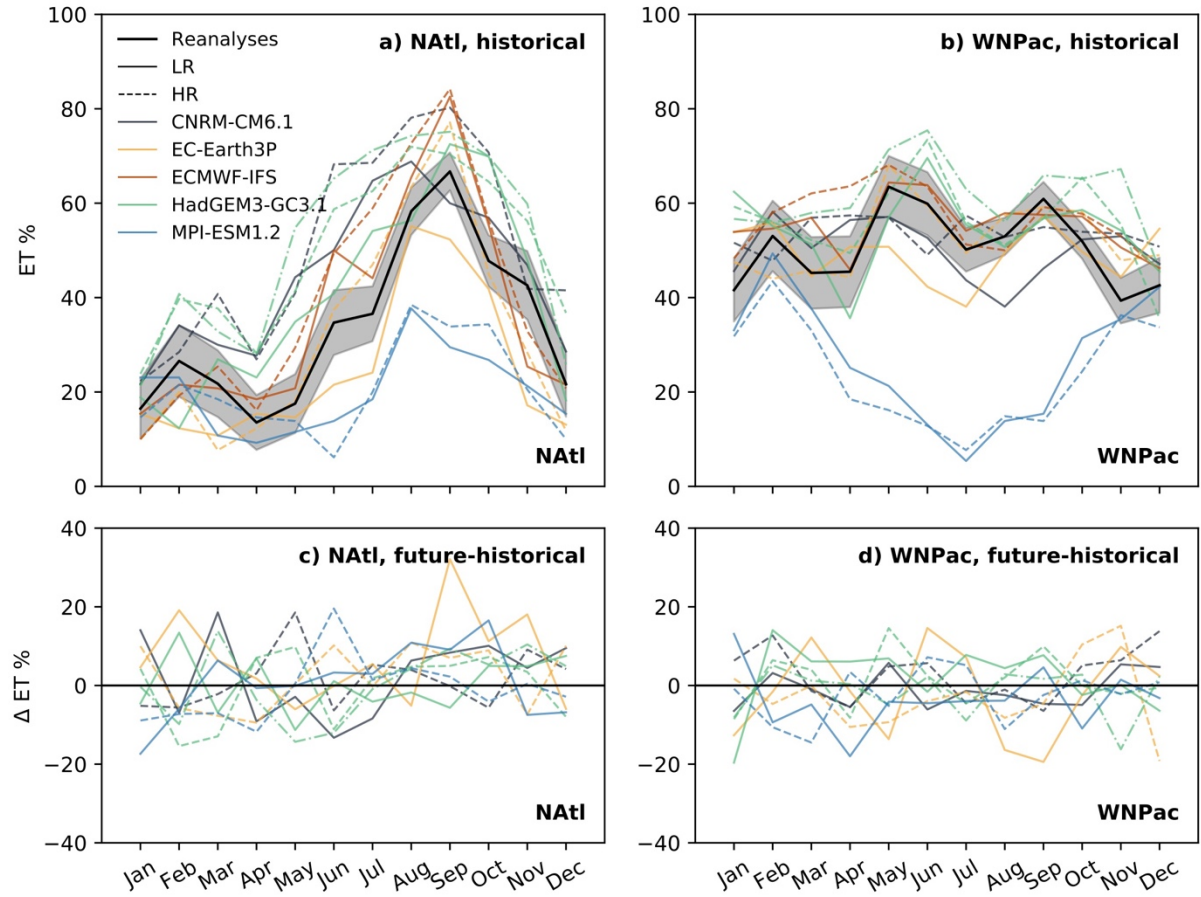 a) NAtl, historical
Reanalyses
LR
HR
CNRM-CM6.1
EC-Earth3P
ECMWF-IFS
HadGEM3-GC3.1
MPI-ESM1.2
NAtl
ET %
100
80
60
40
20
0
b) WNPac, historical
WNPac
100
80
60
40
20
0
c) NAtl, future-historical
NAtl
Δ ET %
40
20
0
−20
−40
Jan Feb Mar Apr May Jun Jul Aug Sep Oct Nov Dec
d) WNPac, future-historical
WNPac
40
20
0
−20
−40
Jan Feb Mar Apr May Jun Jul Aug Sep Oct Nov Dec